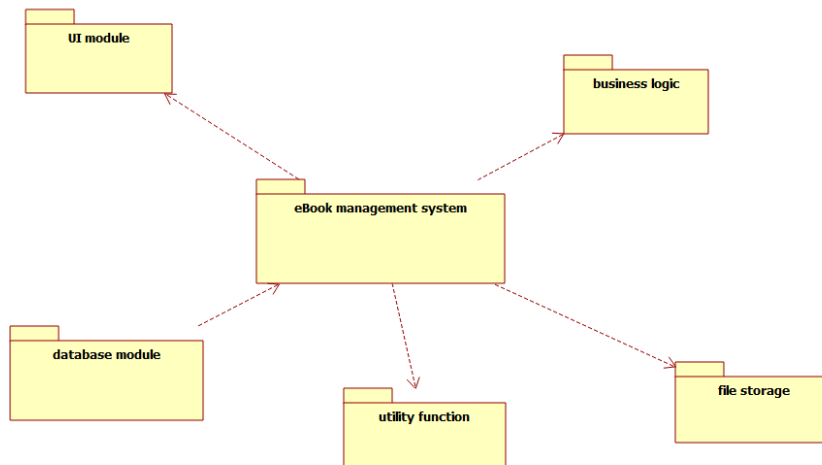 UI module
business logic
eBook management system
database module
file storage
utility function